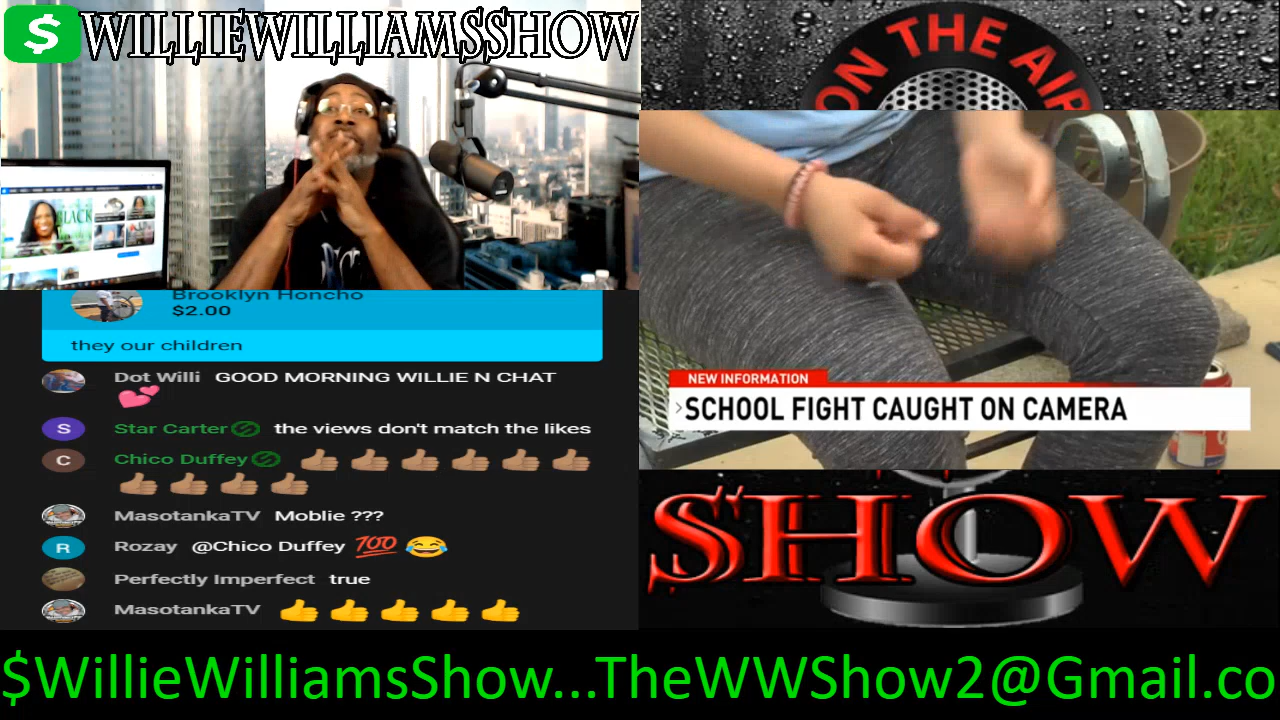 $ WILLIEWILLIAMSSHOW
ON THE AIR
BLACK
Brooklyn Honcho
$2.00
they our children
Dot Willi GOOD MORNING WILLIE N CHAT
S Star Carter the views don't match the likes
C Chico Duffey
MasotankaTV Moblie ???
R Rozay @Chico Duffey 100
Perfectly Imperfect true
MasotankaTV
NEW INFORMATION
SCHOOL FIGHT CAUGHT ON CAMERA
SHOW
$WillieWilliamsShow...TheWWShow2@Gmail.co